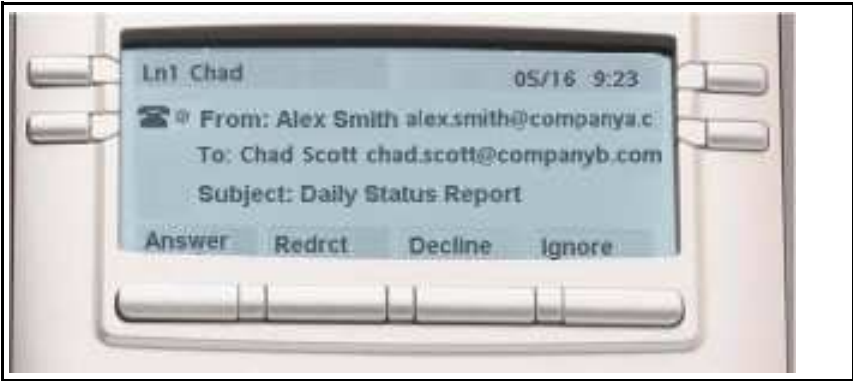 Ln1 Chad 05/16 9:23
From: Alex Smith alex.smith@companya.c
To: Chad Scott chad.scott@companyb.com
Subject: Daily Status Report
Answer Redrct Decline Ignore